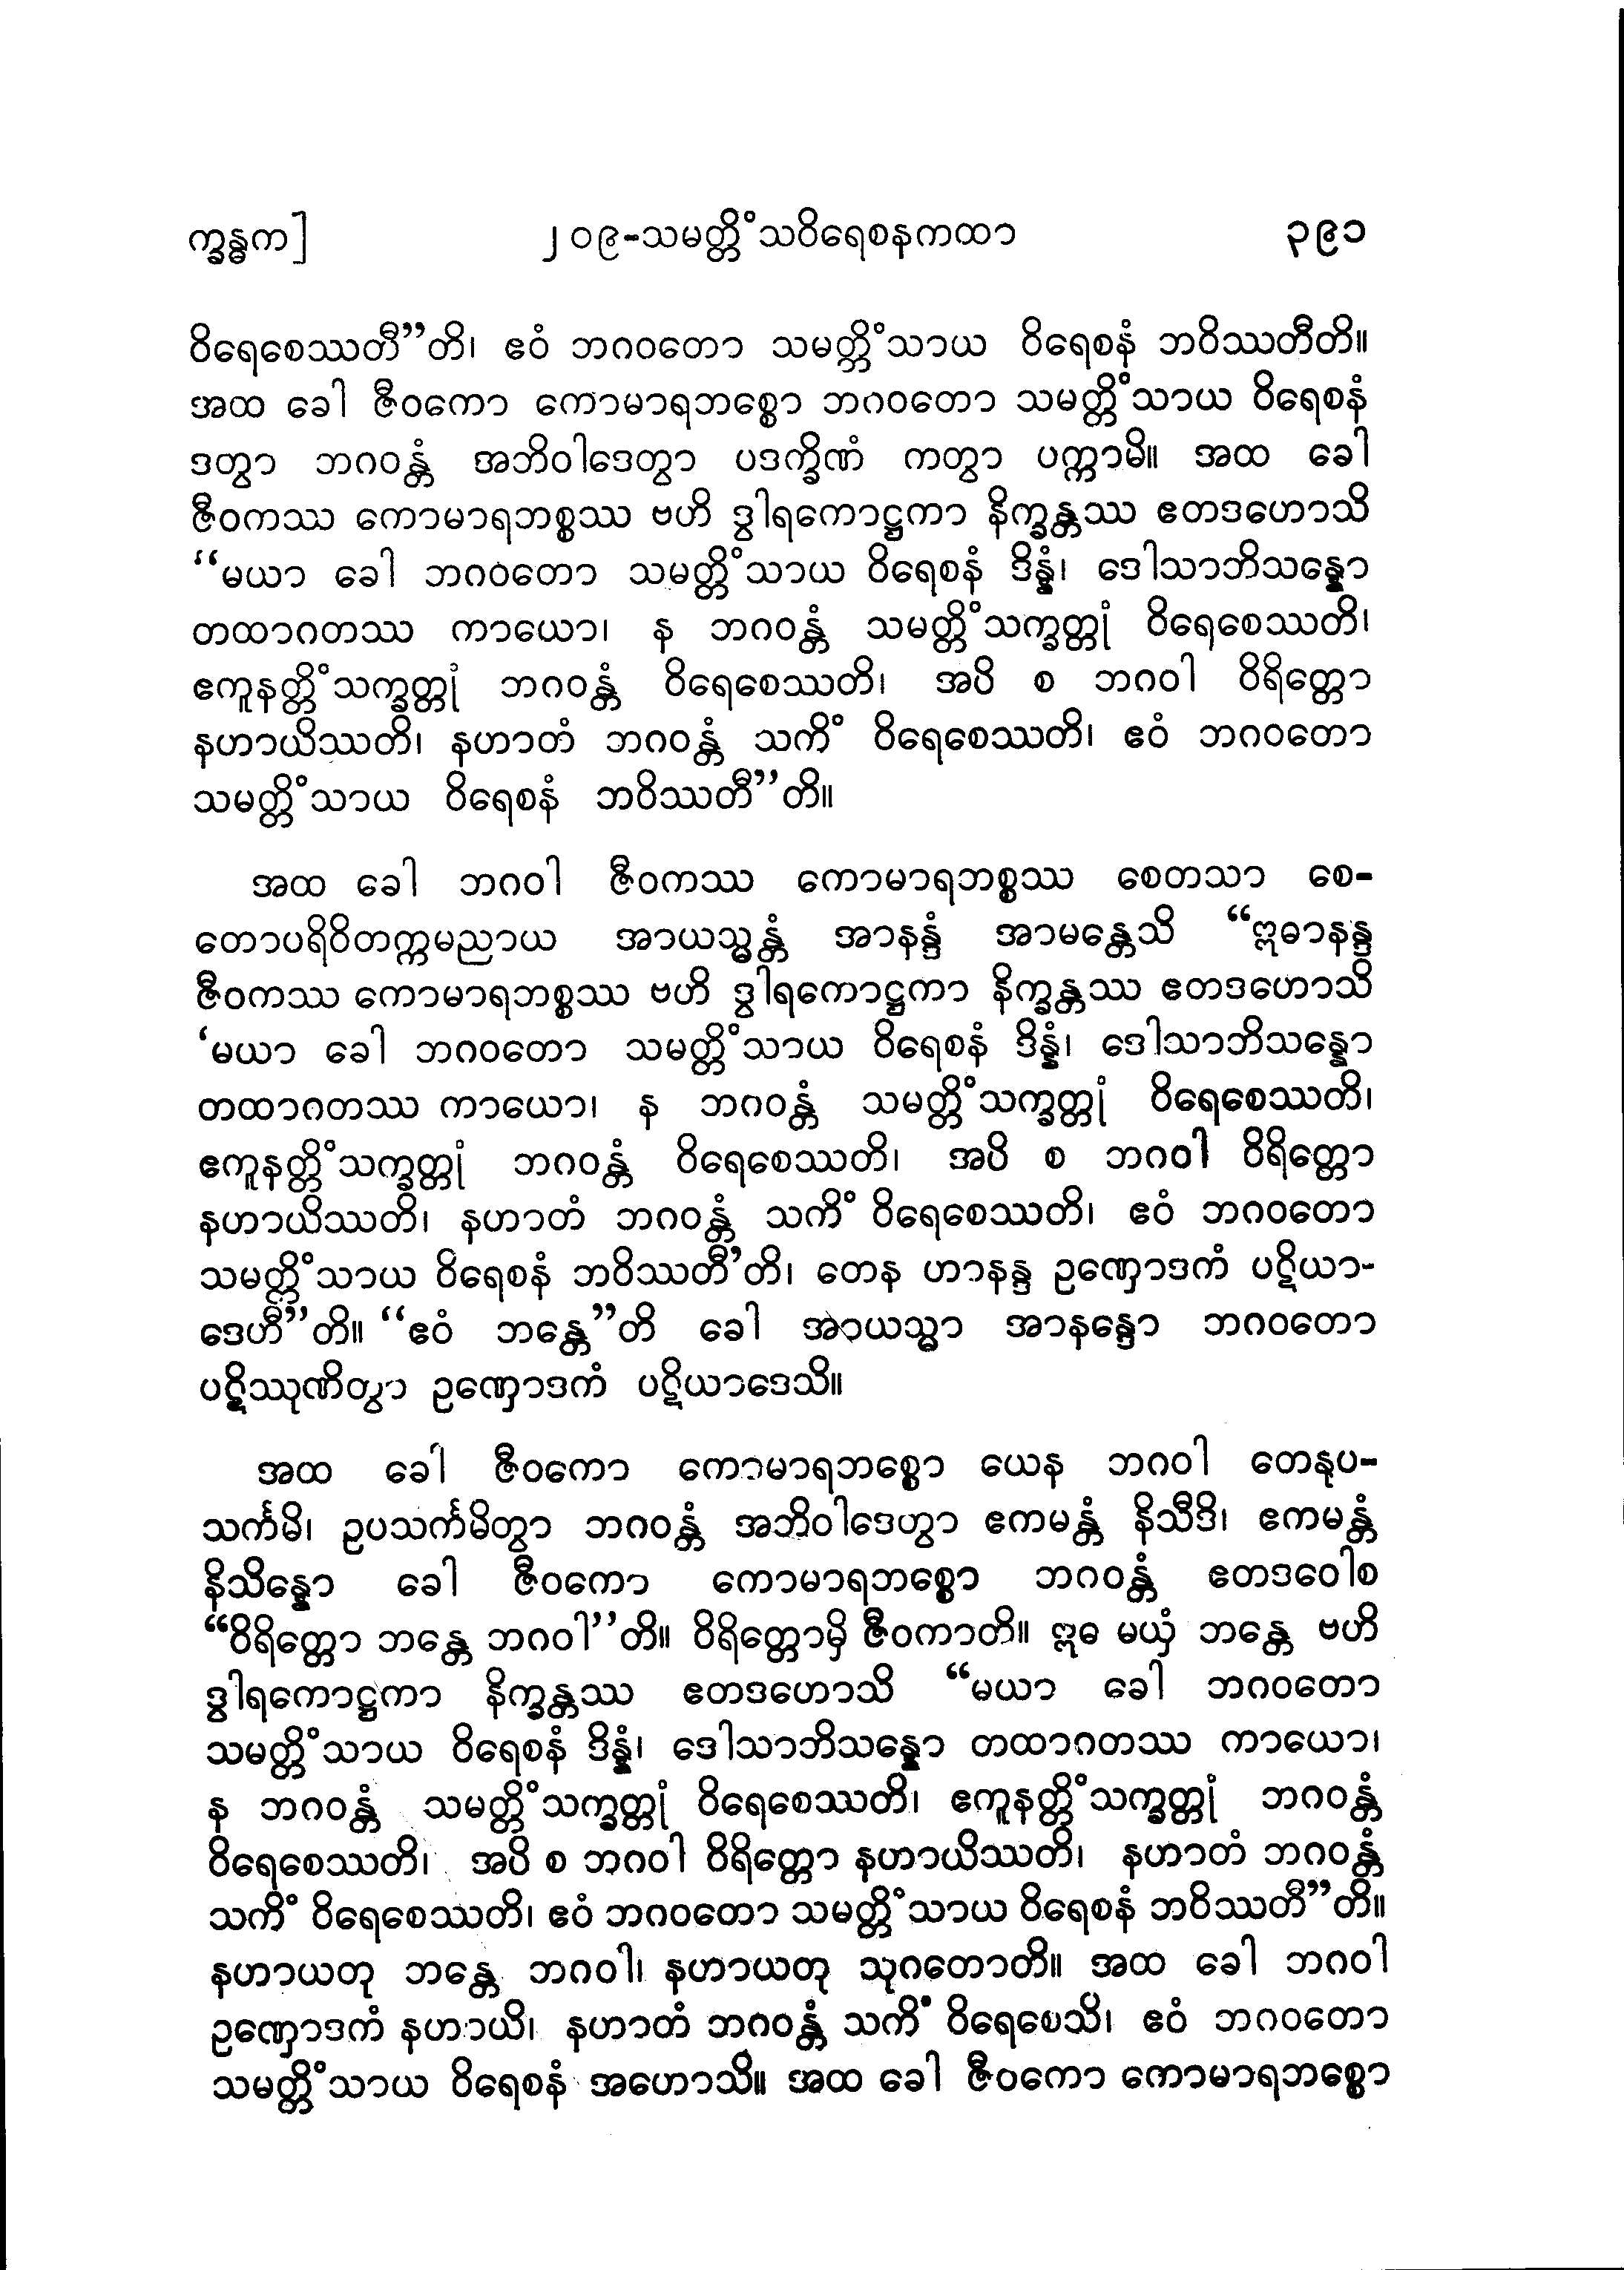 က္ခန္ဓက]
၂၀၉-သမတ္တိံသဝိရေစနကထာ
၃၉၁
ဝိရေစေဿတီ”တိ၊ ဧဝံ ဘဂဝတော သမတ္တိံသာယ ဝိရေစနံ ဘဝိဿတီတိ။
အထ ခေါ ဇီဝကော ကောမာရဘစ္စော ဘဂဝတော သမတ္တိံသာယ ဝိရေစနံ
ဒတွာ ဘဂဝန္တံ အဘိဝါဒေတွာ ပဒက္ခိဏံ ကတွာ ပက္ကာမိ။ အထ ခေါ
ဇီဝကဿ ကောမာရဘစ္စဿ ဗဟိ ဒွါရကောဋ္ဌကာ နိက္ခန္တဿ ဧတဒဟောသိ
“မယာ ခေါ ဘဂဝတော သမတ္တိံသာယ ဝိရေစနံ ဒိန္နံ၊ ဒေါသာဘိသန္နော
တထာဂတဿ ကာယော၊ န ဘဂဝန္တံ သမတ္တိံသက္ခတ္တုံ ဝိရေစေဿတိ၊
ဧကူနတ္တိံသက္ခတ္တုံ ဘဂဝန္တံ ဝိရေစေဿတိ၊ အပိ စ ဘဂဝါ ဝိရိတ္တော
နဟာယိဿတိ၊ နဟာတံ ဘဂဝန္တံ သကိံ ဝိရေစေဿတိ၊ ဧဝံ ဘဂဝတော
သမတ္တိံသာယ ဝိရေစနံ ဘဝိဿတီ”တိ။
အထ ခေါ ဘဂဝါ ဇီဝကဿ ကောမာရဘစ္စဿ စေတသာ စေ-
တောပရိဝိတက္ကမညာယ အာယသ္မန္တံ အာနန္ဒံ အာမန္တေသိ “ဣဓာနန္ဒ
ဇီဝကဿ ကောမာရဘစ္စဿ ဗဟိ ဒွါရကောဋ္ဌကာ နိက္ခန္တဿ ဧတဒဟောသိ
‘မယာ ခေါ ဘဂဝတော သမတ္တိံသာယ ဝိရေစနံ ဒိန္နံ၊ ဒေါသာဘိသန္နော
တထာဂတဿ ကာယော၊ န ဘဂဝန္တံ သမတ္တိံသက္ခတ္တုံ ဝိရေစေဿတိ၊
ဧကူနတ္တိံသက္ခတ္တုံ ဘဂဝန္တံ ဝိရေစေဿတိ၊ အပိ စ ဘဂဝါ ဝိရိတ္တော
နဟာယိဿတိ၊ နဟာတံ ဘဂဝန္တံ သကိံ ဝိရေစေဿတိ၊ ဧဝံ ဘဂဝတော
သမတ္တိံသာယ ဝိရေစနံ ဘဝိဿတီ’တိ၊ တေန ဟာနန္ဒ ဥဏှောဒကံ ပဋိယာ-
ဒေဟီ”တိ။ “ဧဝံ ဘန္တေ”တိ ခေါ အာယသ္မာ အာနန္ဒော ဘဂဝတော
ပဋိဿုဏိတွာ ဥဏှောဒကံ ပဋိယာဒေသိ။
အထ ခေါ ဇီဝကော ကောမာရဘစ္စော ယေန ဘဂဝါ တေနုပ-
သင်္ကမိ၊ ဥပသင်္ကမိတွာ ဘဂဝန္တံ အဘိဝါဒေတွာ ဧကမန္တံ နိသီဒိ၊ ဧကမန္တံ
နိသိန္နော ခေါ ဇီဝကော ကောမာရဘစ္စော ဘဂဝန္တံ ဧတဒဝေါစ
“ဝိရိတ္တော ဘန္တေ ဘဂဝါ”တိ။ ဝိရိတ္တောမှိ ဇီဝကာတိ။ ဣဓ မယှံ ဘန္တေ ဗဟိ
ဒွါရကောဋ္ဌကာ နိက္ခန္တဿ ဧတဒဟောသိ “မယာ ခေါ ဘဂဝတော
သမတ္တိံသာယ ဝိရေစနံ ဒိန္နံ၊ ဒေါသာဘိသန္နော တထာဂတဿ ကာယော၊
န ဘဂဝန္တံ သမတ္တိံသက္ခတ္တုံ ဝိရေစေဿတိ၊ ဧကူနတ္တိံသက္ခတ္တုံ ဘဂဝန္တံ
ဝိရေစေဿတိ၊ အပိ စ ဘဂဝါ ဝိရိတ္တော နဟာယိဿတိ၊ နဟာတံ ဘဂဝန္တံ
သကိံ ဝိရေစေဿတိ၊ ဧဝံ ဘဂဝတော သမတ္တိံသာယ ဝိရေစနံ ဘဝိဿတီ”တိ။
နဟာယတု ဘန္တေ ဘဂဝါ၊ နဟာယတု သုဂတောတိ။ အထ ခေါ ဘဂဝါ
ဥဏှောဒကံ နဟာယိ၊ နဟာတံ ဘဂဝန္တံ သကိံ ဝိရေစေသိ၊ ဧဝံ ဘဂဝတော
သမတ္တိံသာယ ဝိရေစနံ အဟောသိ။ အထ ခေါ ဇီဝကော ကောမာရဘစ္စော